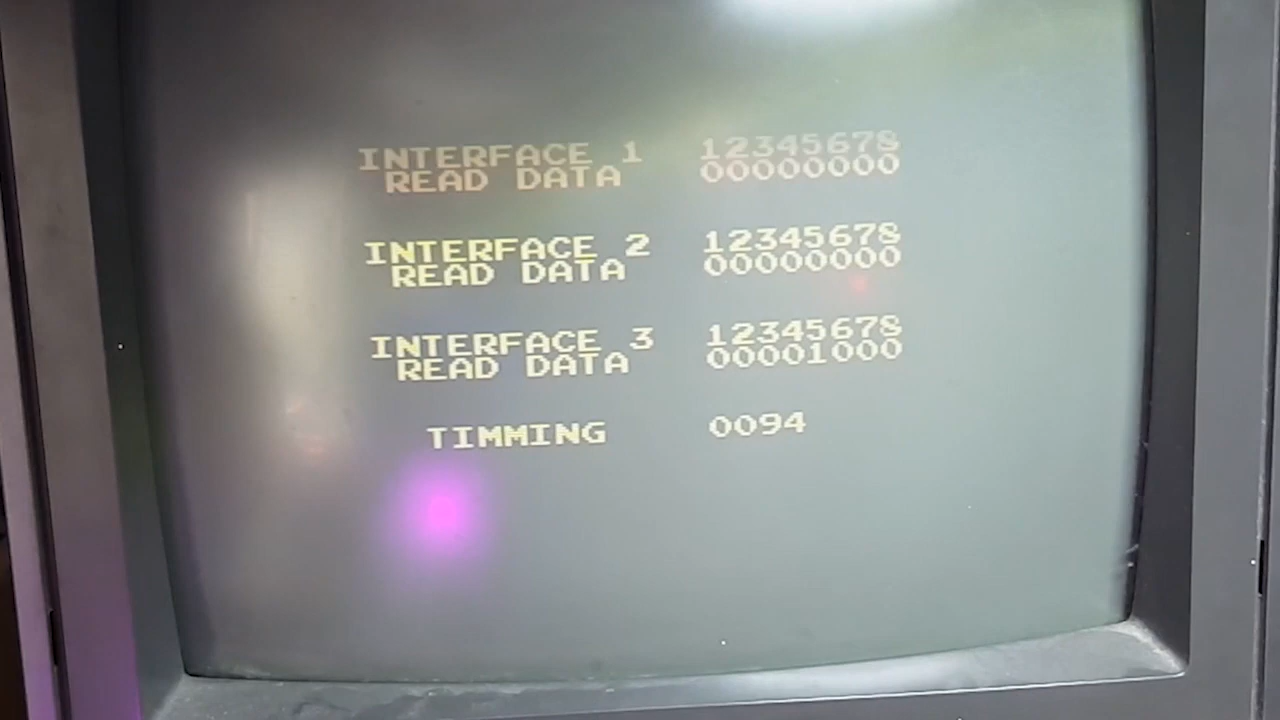 INTERFACE 1 12345678
READ DATA 00000000
INTERFACE 2 12345678
READ DATA 00000000
INTERFACE 3 12345678
READ DATA 00001000
TIMMING 0094